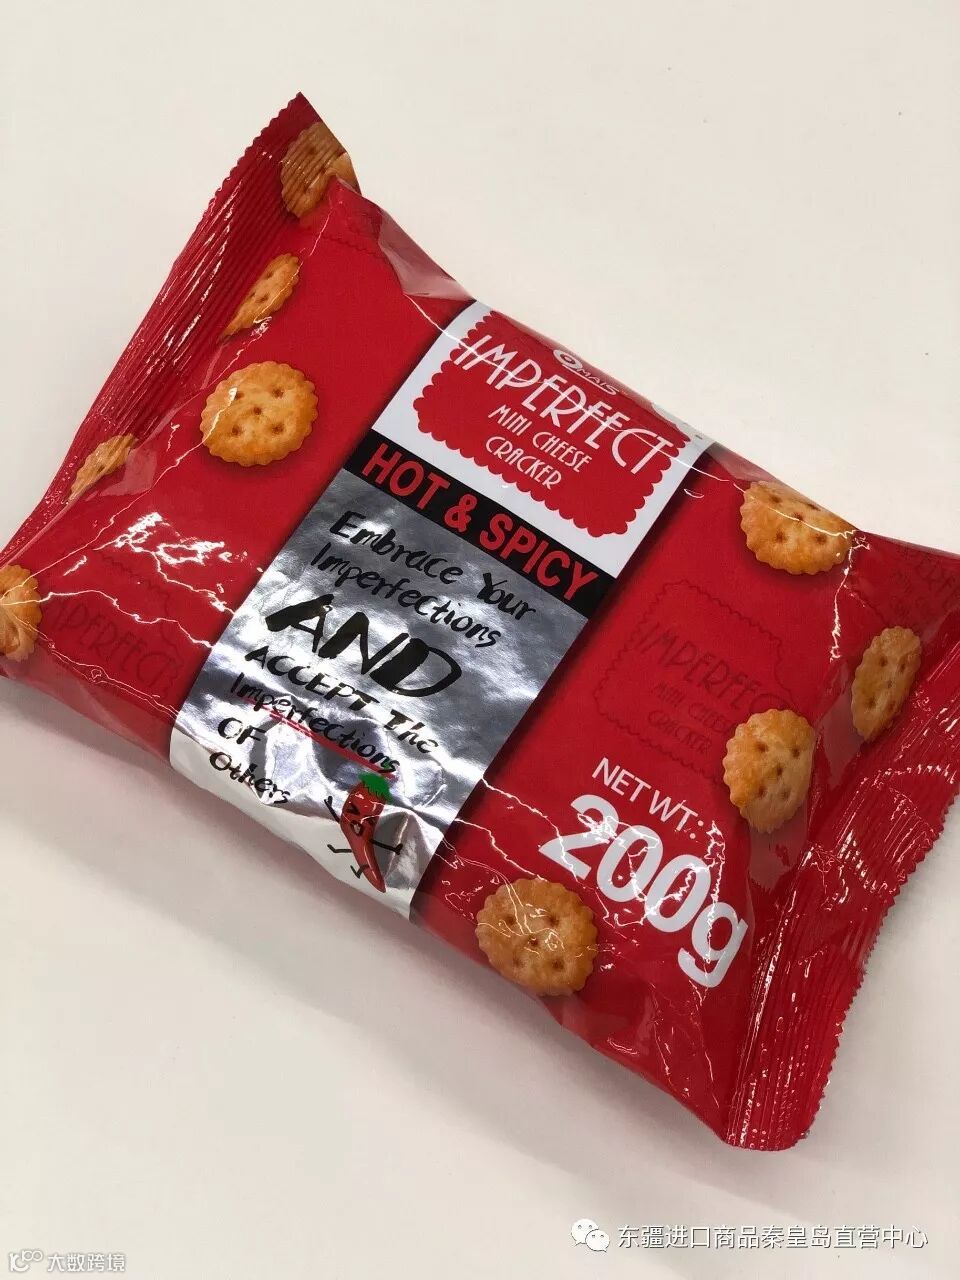 OMAIS
IMPERFECT
MINI CHEESE
CRACKER
HOT & SPICY
Embrace Your
Imperfections
AND
ACCEPT The
Imperfections
OF
Others
NET WT.:
200g
IMPERFECT
MINI CHEESE
CRACKER
IMPERFECT
东疆进口商品秦皇岛直营中心
大数跨境